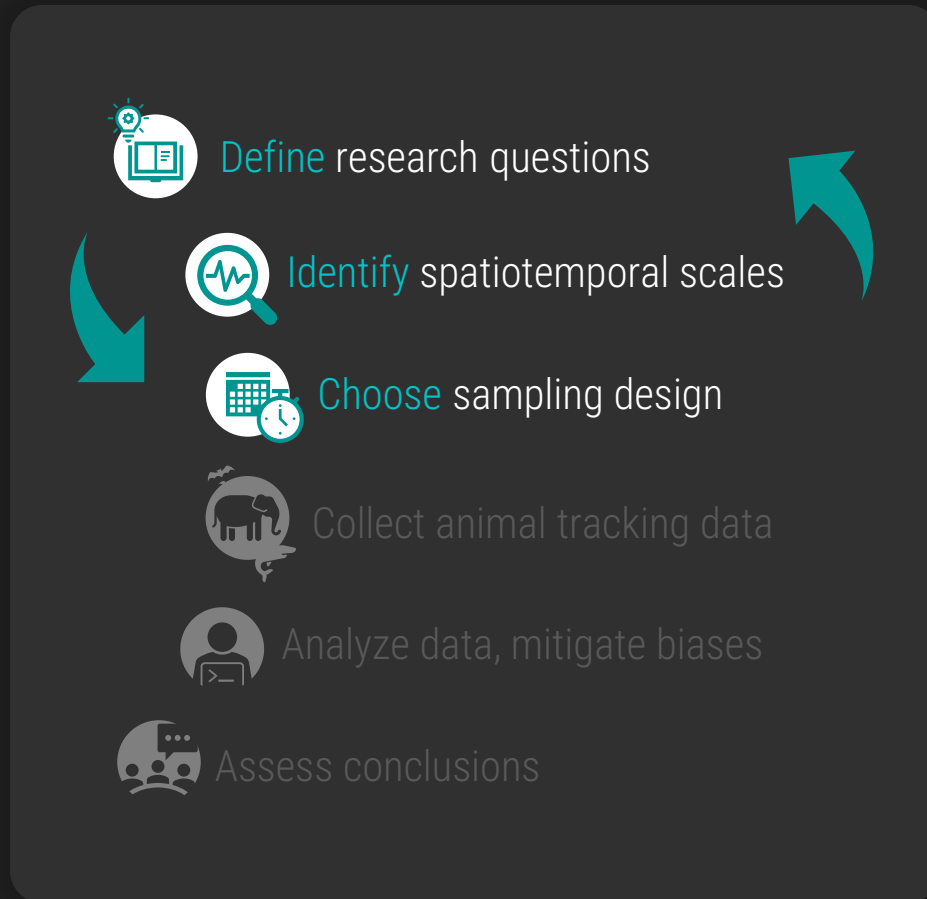 Define research questions
Identify spatiotemporal scales
Choose sampling design
Collect animal tracking data
Analyze data, mitigate biases
Assess conclusions